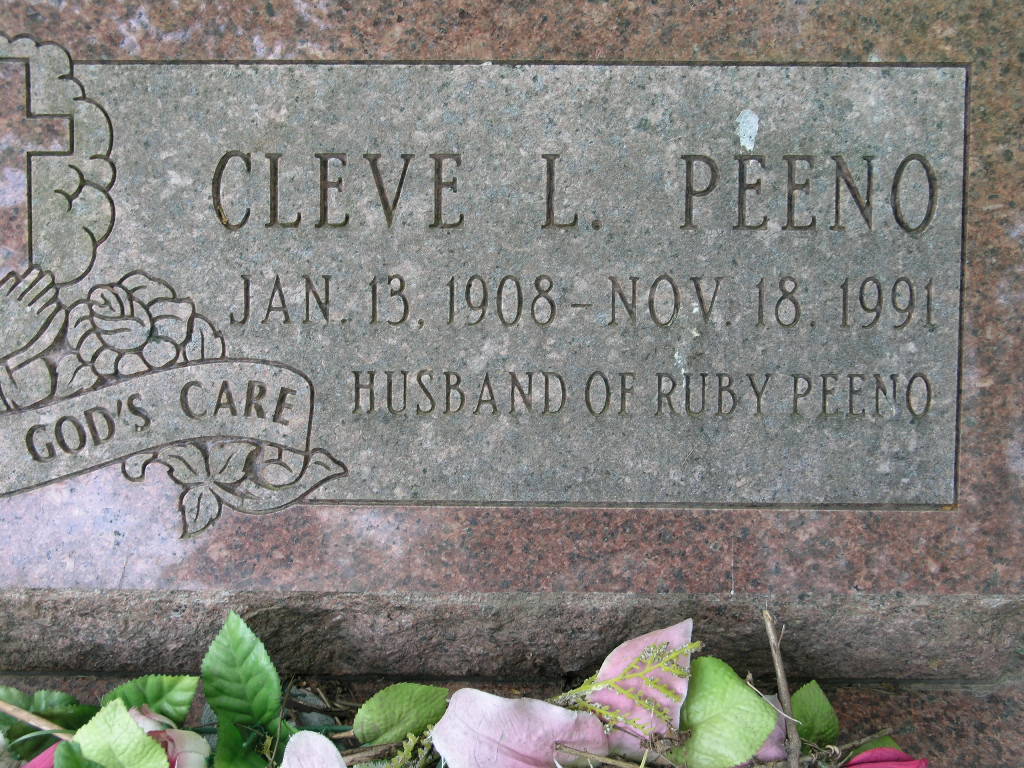 CLEVE L. PEENO
JAN. 13, 1908 – NOV. 18, 1991
HUSBAND OF RUBY PEENO
GOD'S CARE